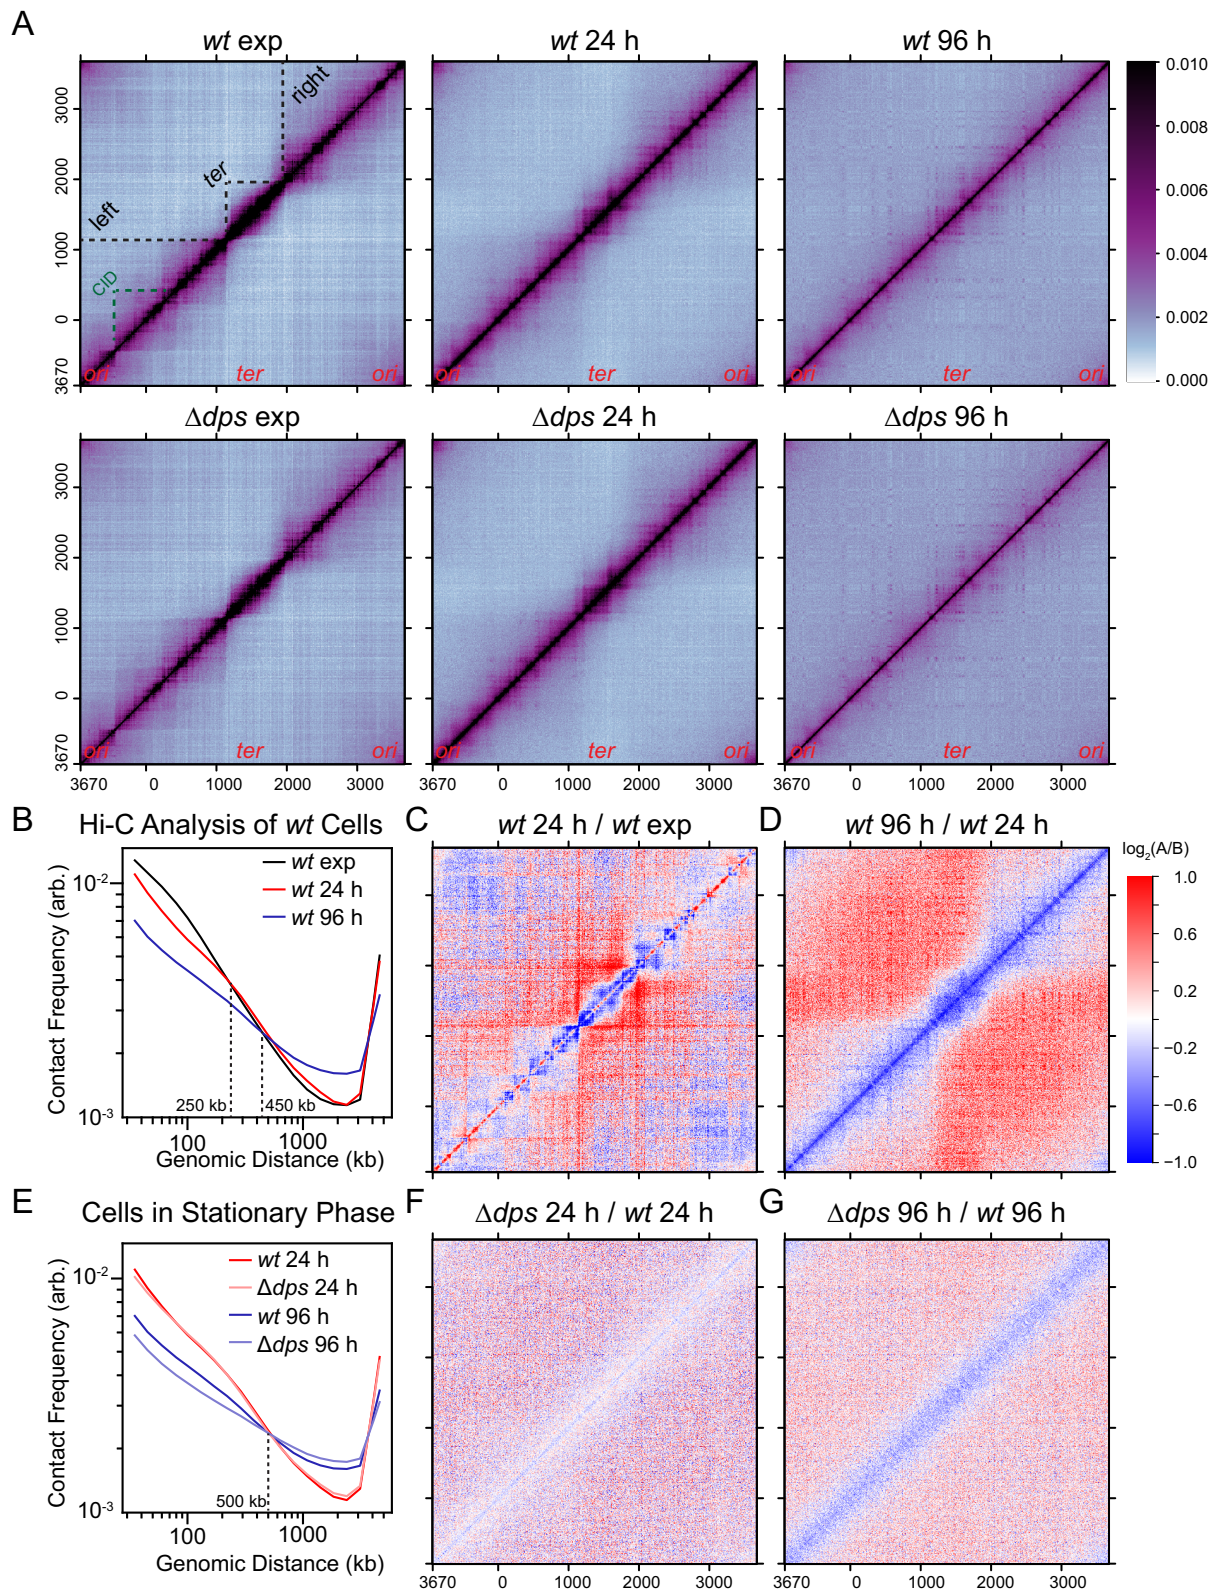 A
wt exp
wt 24 h
wt 96 h
3000
2000
1000
0
3670
right
ter
left
CID
ori
ter
ori
ter
ori
ori
ter
ori
0.010
0.008
0.006
0.004
0.002
0.000
Δdps exp
Δdps 24 h
Δdps 96 h
3000
2000
1000
0
3670
ori
ter
ori
ter
ori
ori
ter
ori
3670 0 1000 2000 3000
3670 0 1000 2000 3000
3670 0 1000 2000 3000
B
Hi-C Analysis of wt Cells
Contact Frequency (arb.)
10-2
10-3
wt exp
wt 24 h
wt 96 h
250 kb
450 kb
100
1000
Genomic Distance (kb)
C
wt 24 h / wt exp
0 1000 2000 3000
D
wt 96 h / wt 24 h
0 1000 2000 3000
log2(A/B)
1.0
0.6
0.2
−0.2
−0.6
−1.0
E
Cells in Stationary Phase
Contact Frequency (arb.)
10-2
10-3
wt 24 h
Δdps 24 h
wt 96 h
Δdps 96 h
500 kb
100
1000
Genomic Distance (kb)
F
Δdps 24 h / wt 24 h
3670 0 1000 2000 3000
G
Δdps 96 h / wt 96 h
3670 0 1000 2000 3000